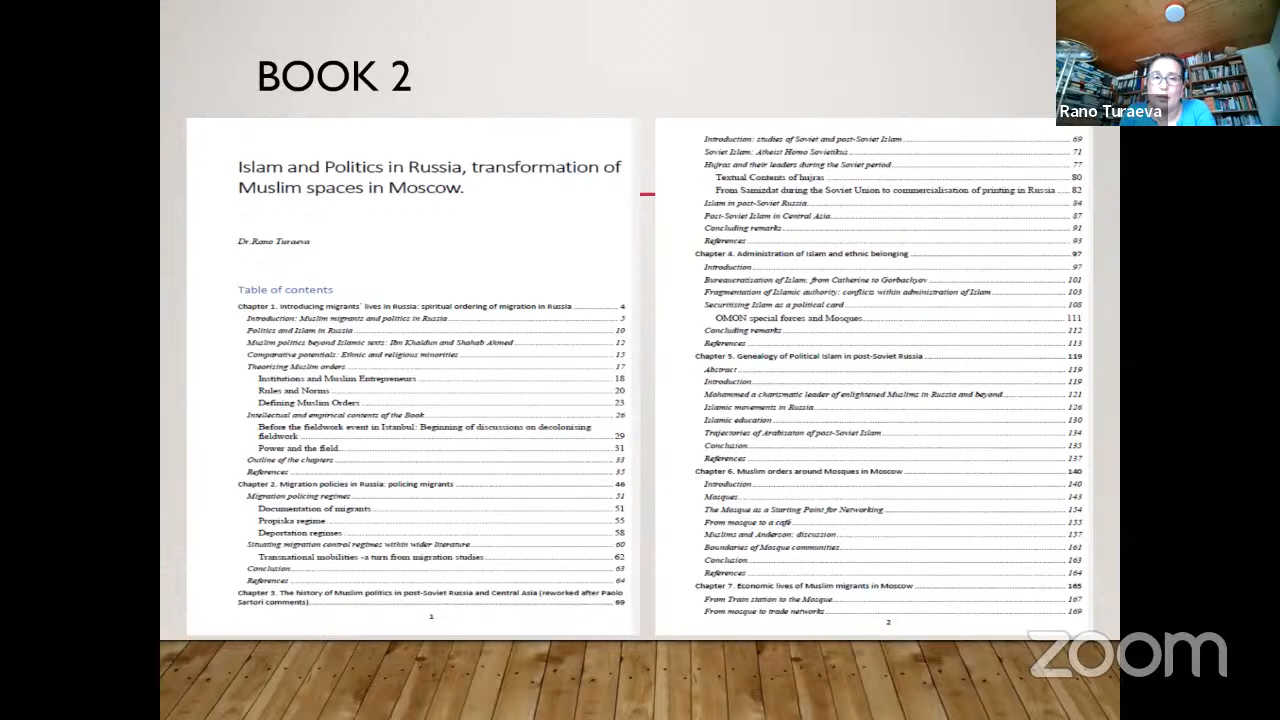 BOOK 2
Rano Turaeva
Islam and Politics in Russia, transformation of
Muslim spaces in Moscow.
Dr.Rano Turaeva
Table of contents
Chapter 1. Introducing migrants´ lives in Russia: spiritual ordering of migration in Russia 4
Introduction: Muslim migrants and politics in Russia 5
Politics and Islam in Russia 10
Muslim politics beyond Islamic texts: Ibn Khaldun and Shahab Ahmed 12
Comparative potentials: Ethnic and religious minorities 15
Theorising Muslim orders 17
Institutions and Muslim Entrepreneurs 18
Rules and Norms 20
Defining Muslim Orders 23
Intellectual and empirical contents of the Book 26
Before the fieldwork event in Istanbul: Beginning of discussions on decolonising
fieldwork 29
Power and the field 31
Outline of the chapters 33
References 35
Chapter 2. Migration policies in Russia: policing migrants 46
Migration policing regimes 51
Documentation of migrants 51
Propiska regime 55
Deportation regimes 58
Situating migration control regimes within wider literature 60
Transnational mobilities -a turn from migration studies 62
Conclusion 63
References 64
Chapter 3. The history of Muslim politics in post-Soviet Russia and Central Asia (reworked after Paolo
Sartori comments) 69
1
Introduction: studies of Soviet and post-Soviet Islam 69
Soviet Islam: Atheist Homo Sovietikus 71
Hujras and their leaders during the Soviet period 77
Textual Contents of hujras 80
From Samizdat during the Soviet Union to commercialisation of printing in Russia 82
Islam in post-Soviet Russia 84
Post-Soviet Islam in Central Asia 87
Concluding remarks 91
References 93
Chapter 4. Administration of Islam and ethnic belonging 97
Introduction 97
Bureaucratisation of Islam: from Catherine to Gorbachyov 101
Fragmentation of Islamic authority: conflicts within administration of Islam 103
Securitising Islam as a political card 108
OMON special forces and Mosques 111
Concluding remarks 112
References 113
Chapter 5. Genealogy of Political Islam in post-Soviet Russia 119
Abstract 119
Introduction 119
Mohammed a charismatic leader of enlightened Muslims in Russia and beyond 121
Islamic movements in Russia 126
Islamic education 130
Trajectories of Arabisaton of post-Soviet Islam 134
Conclusion 135
References 137
Chapter 6. Muslim orders around Mosques in Moscow 140
Introduction 140
Mosques 143
The Mosque as a Starting Point for Networking 154
From mosque to a café 155
Muslims and Anderson: discussion 157
Boundaries of Mosque communities 161
Conclusion 163
References 164
Chapter 7. Economic lives of Muslim migrants in Moscow 165
From Tram station to the Mosque 167
From mosque to trade networks 169
2
zoom